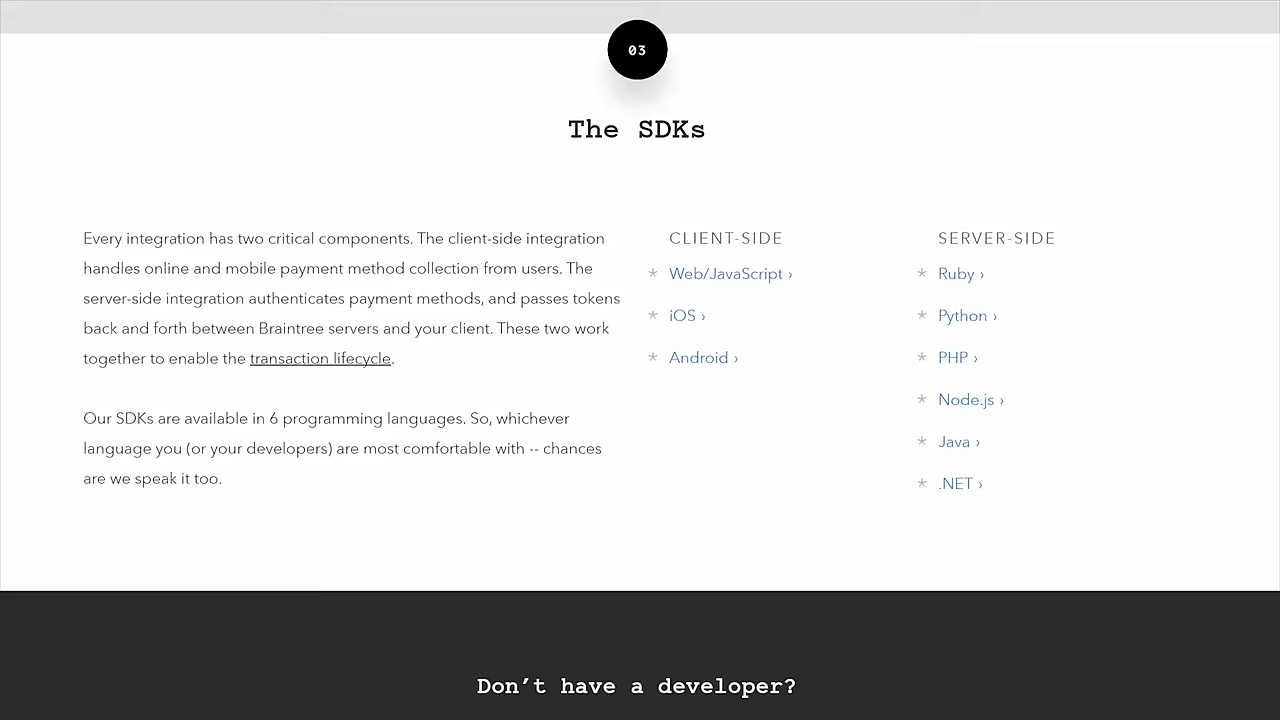 03
The SDKs
Every integration has two critical components. The client-side integration
handles online and mobile payment method collection from users. The
server-side integration authenticates payment methods, and passes tokens
back and forth between Braintree servers and your client. These two work
together to enable the transaction lifecycle.
Our SDKs are available in 6 programming languages. So, whichever
language you (or your developers) are most comfortable with -- chances
are we speak it too.
CLIENT-SIDE
* Web/JavaScript ›
* iOS ›
* Android ›
SERVER-SIDE
* Ruby ›
* Python ›
* PHP ›
* Node.js ›
* Java ›
* .NET ›
Don’t have a developer?